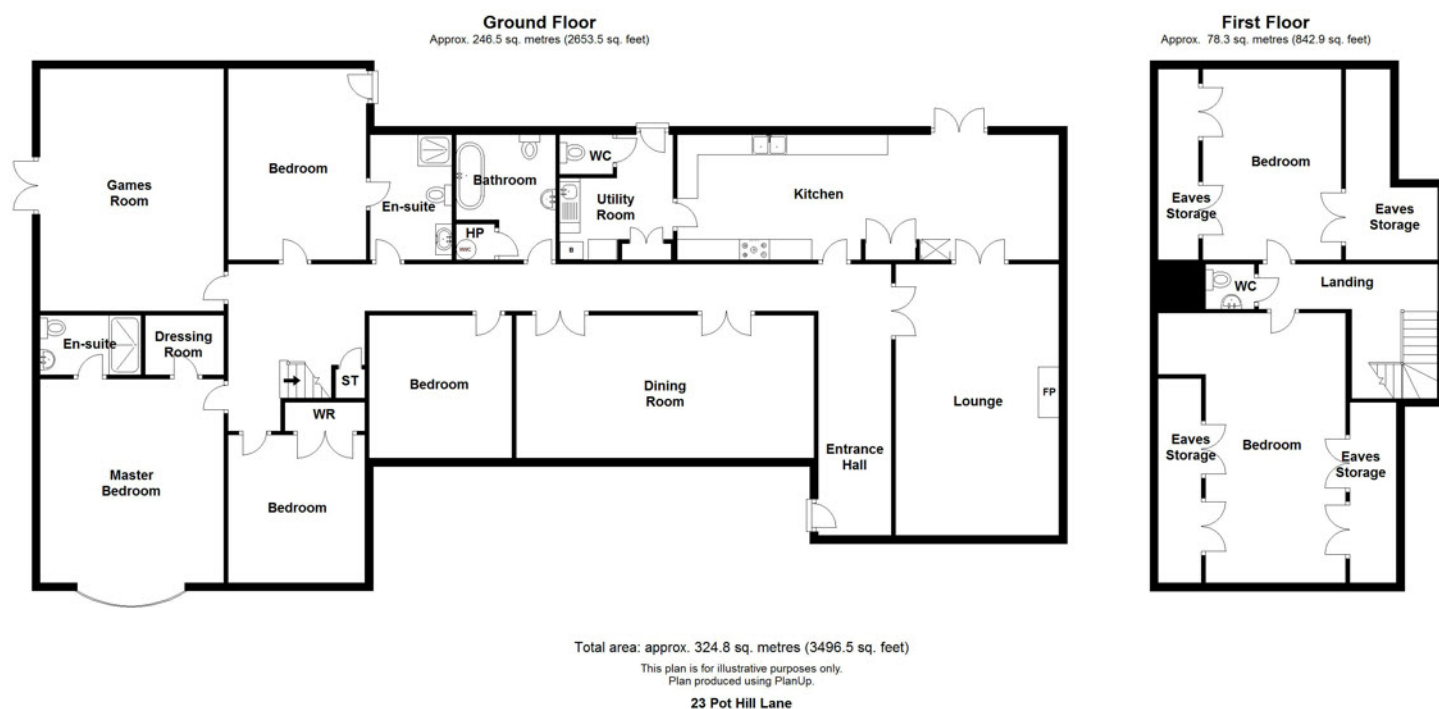 Ground Floor
Approx. 246.5 sq. metres (2653.5 sq. feet)
Games
Room
Bedroom
En-suite
Bathroom
HP
HWC
WC
Utility
Room
B
Kitchen
En-suite
Dressing
Room
ST
WR
Bedroom
Dining
Room
Entrance
Hall
Lounge
FP
Master
Bedroom
Bedroom
First Floor
Approx. 78.3 sq. metres (842.9 sq. feet)
Eaves
Storage
Bedroom
Eaves
Storage
WC
Landing
Eaves
Storage
Bedroom
Eaves
Storage
Total area: approx. 324.8 sq. metres (3496.5 sq. feet)
This plan is for illustrative purposes only.
Plan produced using PlanUp.
23 Pot Hill Lane